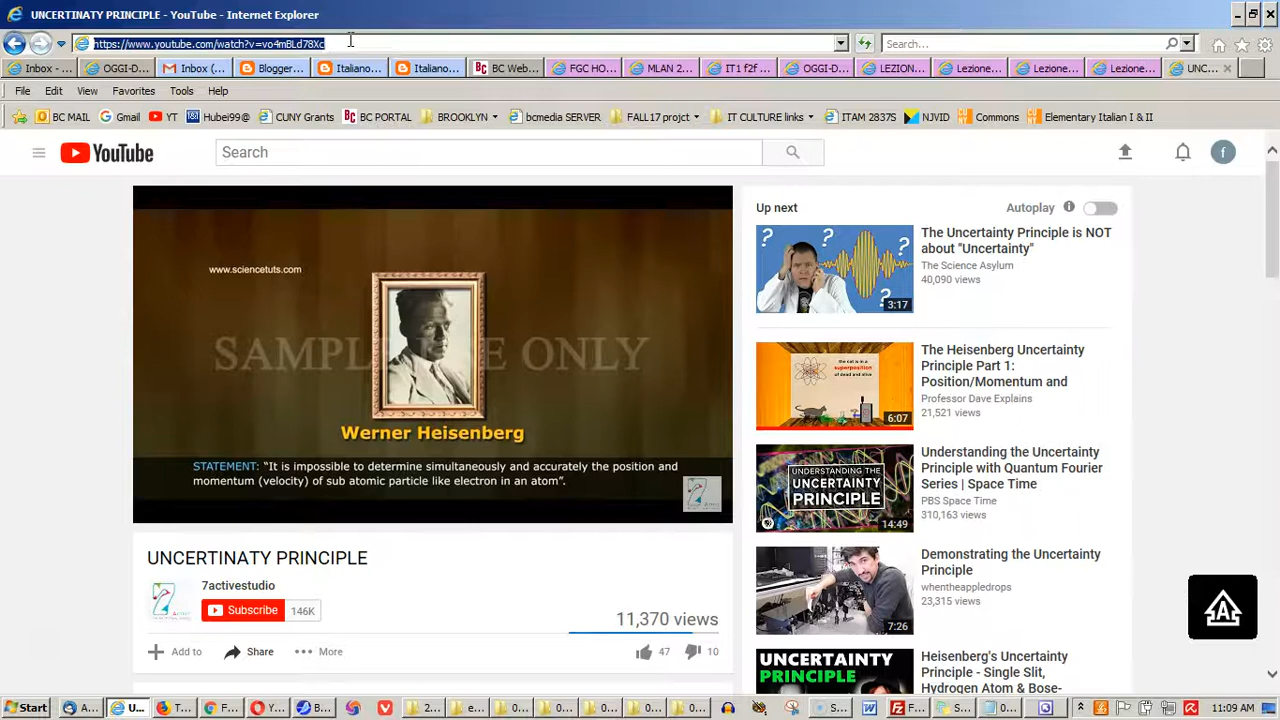 UNCERTINATY PRINCIPLE - YouTube - Internet Explorer
https://www.youtube.com/watch?v=vo4mBLd78Xc
Search...
Inbox - ...
OGGI-D...
Inbox (...
Blogger...
Italiano...
Italiano...
BC Web...
FGC HO...
MLAN 2...
IT1 f2f ...
OGGI-D...
LEZION...
Lezione...
Lezione...
Lezione...
UNC...
File Edit View Favorites Tools Help
BC MAIL Gmail YT Hubei99@ CUNY Grants BC PORTAL BROOKLYN bcmedia SERVER FALL17 projct IT CULTURE links ITAM 2837S NJVID Commons Elementary Italian I & II
YouTube
Search
f
www.sciencetuts.com
SAMPLE ONLY
Werner Heisenberg
STATEMENT: “It is impossible to determine simultaneously and accurately the position and
momentum (velocity) of sub atomic particle like electron in an atom”.
UNCERTINATY PRINCIPLE
7activestudio
Subscribe 146K
11,370 views
Add to Share More
47 10
Up next
Autoplay
The Uncertainty Principle is NOT
about "Uncertainty"
The Science Asylum
40,090 views
3:17
The Heisenberg Uncertainty
Principle Part 1:
Position/Momentum and
Professor Dave Explains
21,521 views
6:07
Understanding the Uncertainty
Principle with Quantum Fourier
Series | Space Time
PBS Space Time
310,163 views
UNDERSTANDING THE
UNCERTAINTY
PRINCIPLE
14:49
Demonstrating the Uncertainty
Principle
whentheappledrops
23,315 views
7:26
Heisenberg's Uncertainty
Principle - Single Slit,
Hydrogen Atom & Bose-
UNCERTAINTY
PRINCIPLE
A
Start
A...
U...
T...
F...
Y...
B...
2...
e...
0...
0...
0...
0...
0...
S...
F...
S...
0...
11:09 AM